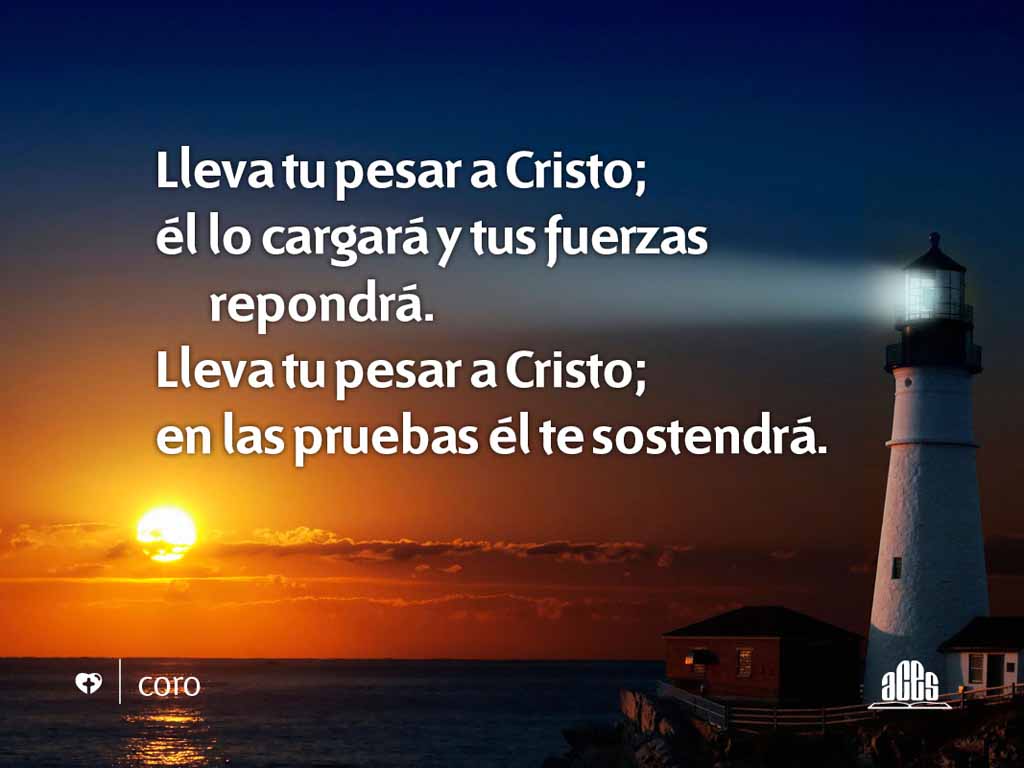 Lleva tu pesar a Cristo;
él lo cargará y tus fuerzas
repondrá.
Lleva tu pesar a Cristo;
en las pruebas él te sostendrá.
coro
aces